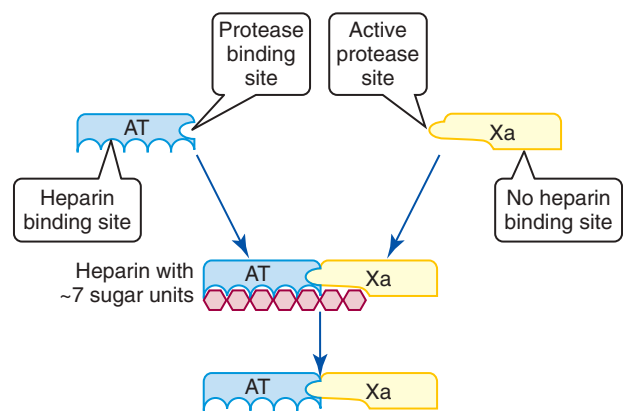 Protease
binding
site
Active
protease
site
AT
Xa
Heparin
binding site
No heparin
binding site
Heparin with
~7 sugar units
AT
Xa
AT
Xa